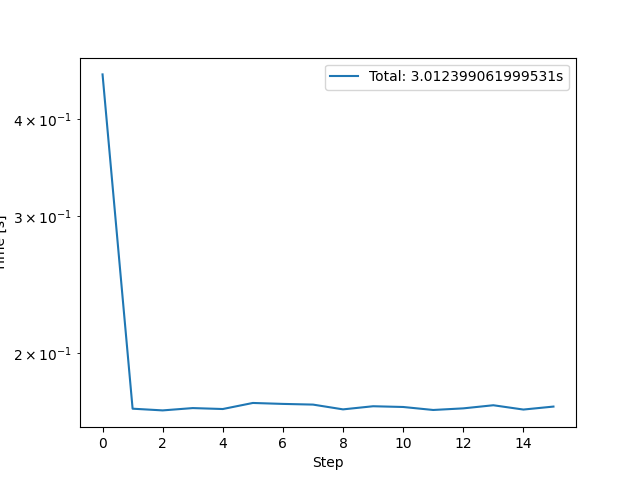 Total: 3.012399061999531s
4 × 10⁻¹
3 × 10⁻¹
2 × 10⁻¹
[s]
0 2 4 6 8 10 12 14
Step